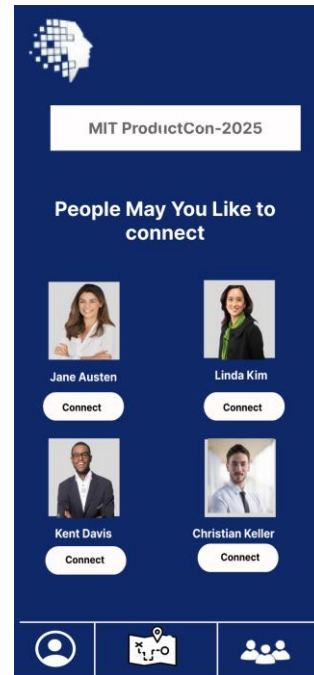 MIT ProductCon-2025
People May You Like to
connect
Jane Austen
Linda Kim
Connect
Connect
Kent Davis
Christian Keller
Connect
Connect